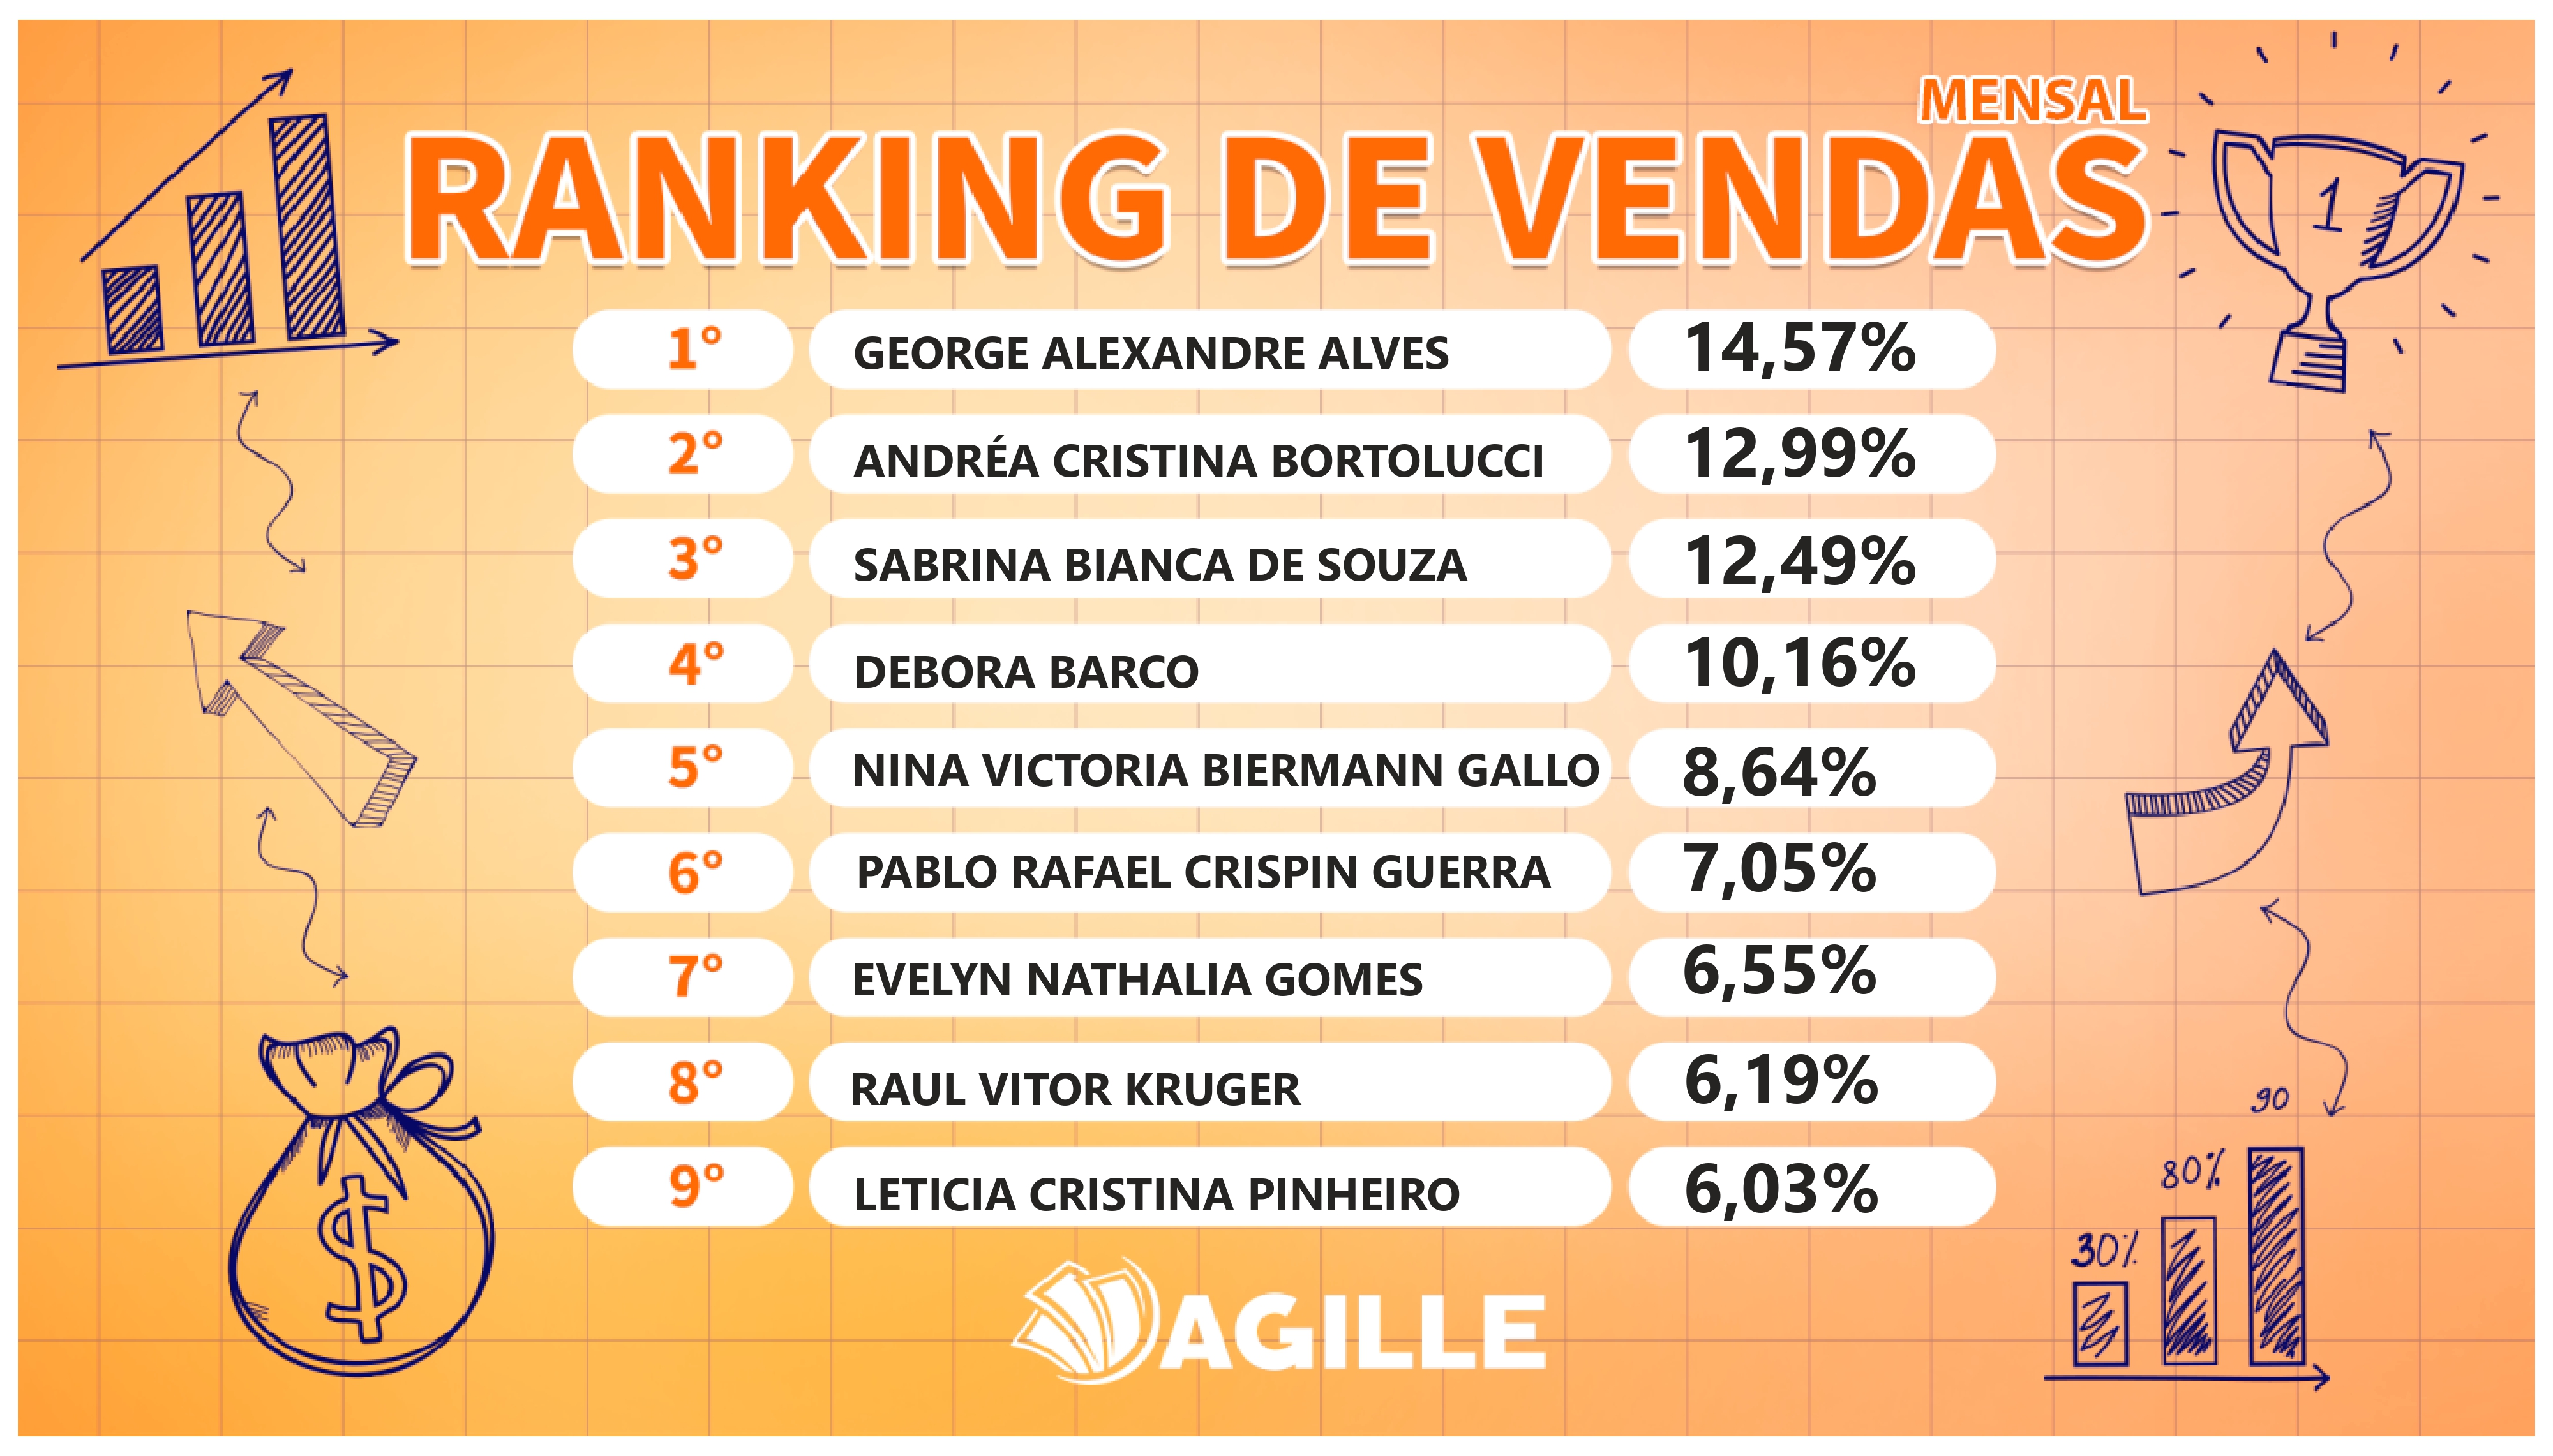 MENSAL
RANKING DE VENDAS
1
1° GEORGE ALEXANDRE ALVES 14,57%
2° ANDRÉA CRISTINA BORTOLUCCI 12,99%
3° SABRINA BIANCA DE SOUZA 12,49%
4° DEBORA BARCO 10,16%
5° NINA VICTORIA BIERMANN GALLO 8,64%
6° PABLO RAFAEL CRISPIN GUERRA 7,05%
7° EVELYN NATHALIA GOMES 6,55%
8° RAUL VITOR KRUGER 6,19%
9° LETICIA CRISTINA PINHEIRO 6,03%
90
80%
30%
$
AGILLE